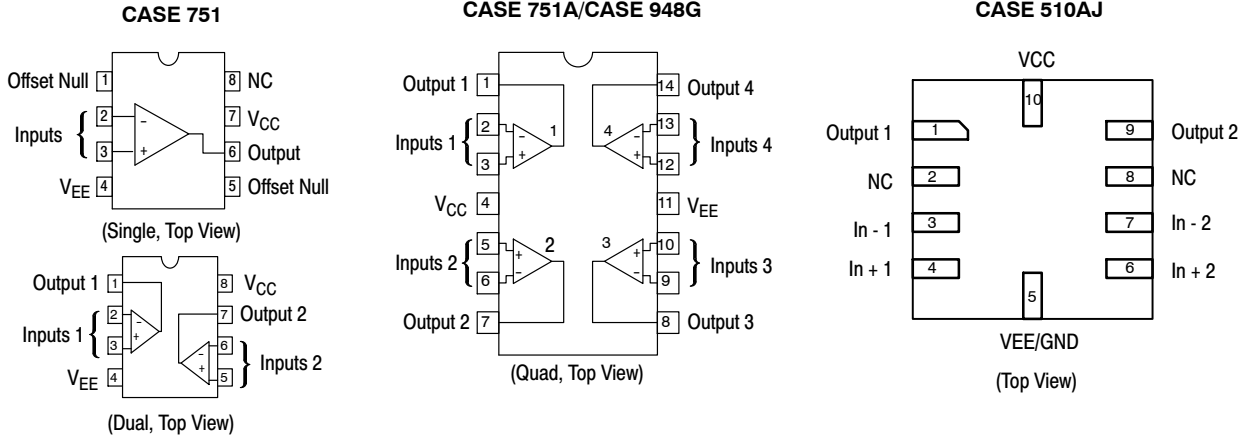 CASE 751
Offset Null 1
8 NC
Inputs { 2
-
7 VCC
3
+
6 Output
VEE 4
5 Offset Null
(Single, Top View)
Output 1 1
8 VCC
Inputs 1 { 2
-
7 Output 2
3
+
6
-
} Inputs 2
VEE 4
+
5
(Dual, Top View)
CASE 751A/CASE 948G
Output 1 1
14 Output 4
Inputs 1 { 2
-
1
4
-
13
} Inputs 4
3
+
+
12
VCC 4
11 VEE
Inputs 2 { 5
+
2
3
+
10
} Inputs 3
6
-
-
9
Output 2 7
8 Output 3
(Quad, Top View)
CASE 510AJ
VCC
10
Output 1 1
9 Output 2
NC 2
8 NC
In - 1 3
7 In - 2
In + 1 4
6 In + 2
5
VEE/GND
(Top View)